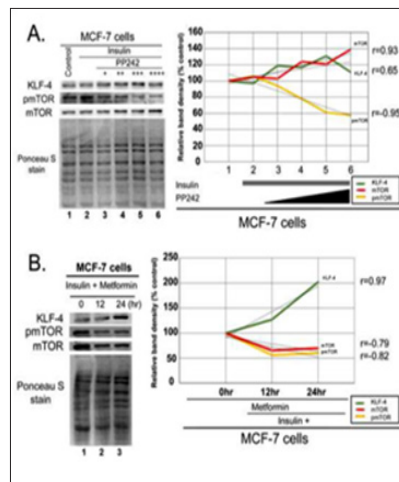 A.
MCF-7 cells
Insulin
PP242
Control
* ** *** ****
KLF-4
pmTOR
mTOR
Ponceau S
stain
1 2 3 4 5 6
Relative band density (% control)
160
140
120
100
80
60
40
20
0
1 2 3 4 5 6
mTOR
r=0.93
KLF-4
r=0.65
pmTOR
r=-0.95
Insulin
PP242
KLF-4
mTOR
pmTOR
MCF-7 cells
B.
MCF-7 cells
Insulin + Metformin
0 12 24 (hr)
KLF-4
pmTOR
mTOR
Ponceau S
stain
1 2 3
Relative band density (% control)
250
200
150
100
50
0
0hr 12hr 24hr
KLF-4
r=0.97
mTOR
pmTOR
r=-0.79
r=-0.82
Metformin
Insulin +
KLF-4
mTOR
pmTOR
MCF-7 cells